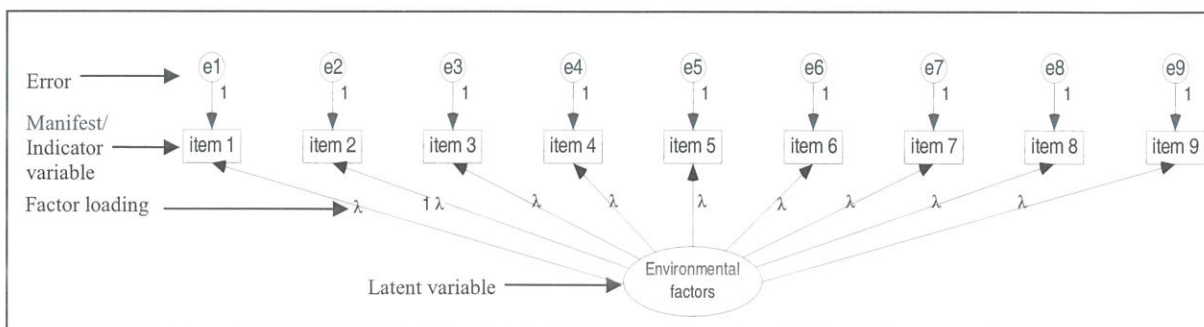 e1 e2 e3 e4 e5 e6 e7 e8 e9
Error
1 1 1 1 1 1 1 1 1
Manifest/
Indicator
variable
item 1 item 2 item 3 item 4 item 5 item 6 item 7 item 8 item 9
Factor loading
λ 1 λ λ λ λ λ λ λ λ
Environmental
factors
Latent variable